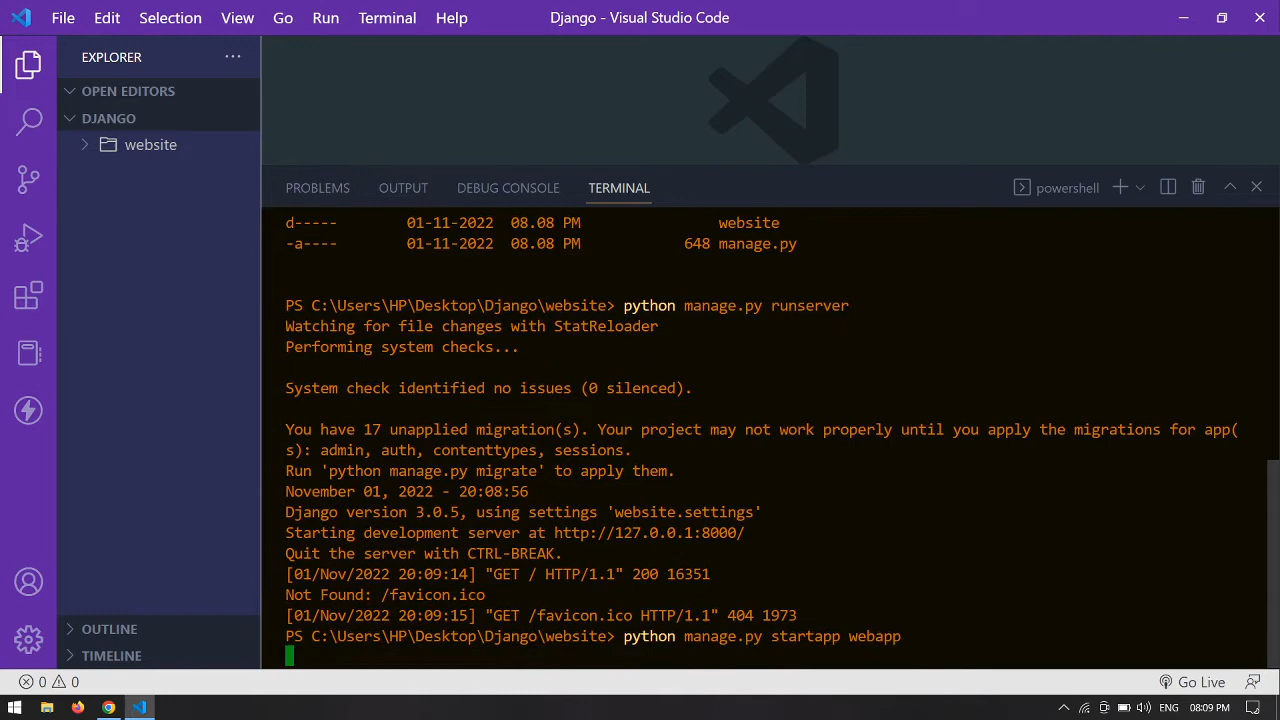 File Edit Selection View Go Run Terminal Help Django - Visual Studio Code
EXPLORER
OPEN EDITORS
DJANGO
website
PROBLEMS OUTPUT DEBUG CONSOLE TERMINAL powershell
d----- 01-11-2022 08.08 PM website
-a---- 01-11-2022 08.08 PM 648 manage.py
PS C:\Users\HP\Desktop\Django\website> python manage.py runserver
Watching for file changes with StatReloader
Performing system checks...
System check identified no issues (0 silenced).
You have 17 unapplied migration(s). Your project may not work properly until you apply the migrations for app(
s): admin, auth, contenttypes, sessions.
Run 'python manage.py migrate' to apply them.
November 01, 2022 - 20:08:56
Django version 3.0.5, using settings 'website.settings'
Starting development server at http://127.0.0.1:8000/
Quit the server with CTRL-BREAK.
[01/Nov/2022 20:09:14] "GET / HTTP/1.1" 200 16351
Not Found: /favicon.ico
[01/Nov/2022 20:09:15] "GET /favicon.ico HTTP/1.1" 404 1973
PS C:\Users\HP\Desktop\Django\website> python manage.py startapp webapp
OUTLINE
TIMELINE
0 0 Go Live
ENG 08:09 PM